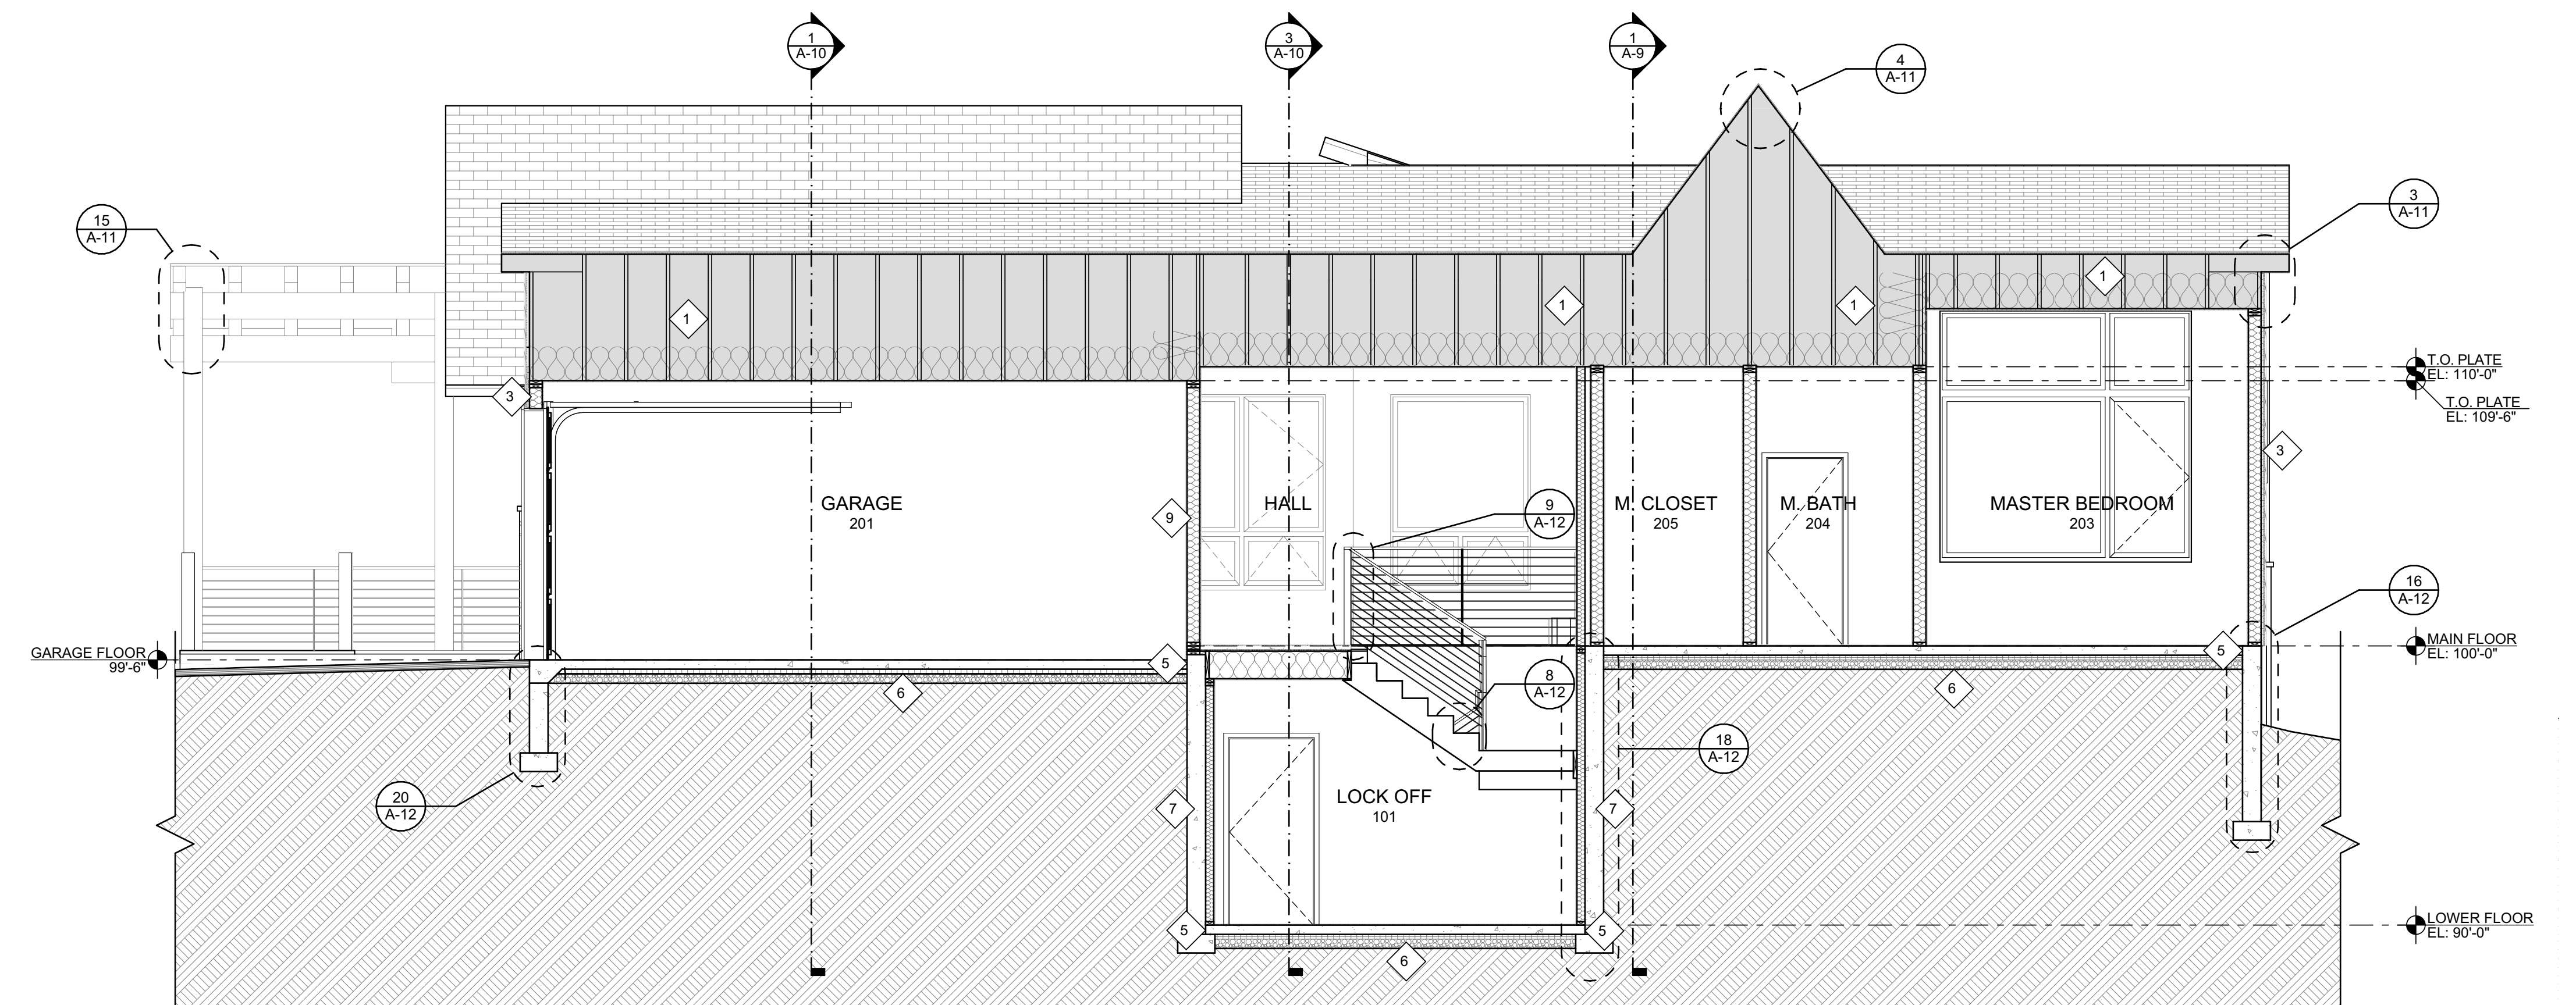 1
A-10
3
A-10
1
A-9
4
A-11
15
A-11
3
A-11
1
1
1
1
T.O. PLATE
EL: 110'-0"
T.O. PLATE
EL: 109'-6"
3
3
GARAGE
201
HALL
M. CLOSET
205
M. BATH
204
MASTER BEDROOM
203
9
9
A-12
16
A-12
GARAGE FLOOR
99'-6"
MAIN FLOOR
EL: 100'-0"
5
5
6
6
8
A-12
18
A-12
20
A-12
LOCK OFF
101
7
7
LOWER FLOOR
EL: 90'-0"
5
5
6